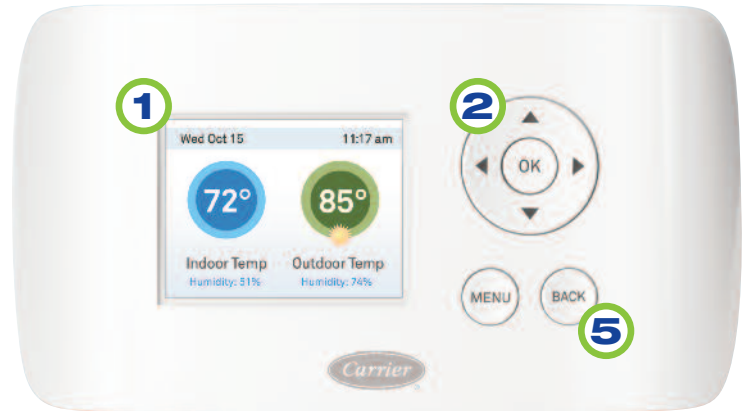 1
2
Wed Oct 15 11:17 am
72° 85°
Indoor Temp Outdoor Temp
Humidity: 51% Humidity: 74%
OK
MENU BACK
5
Carrier